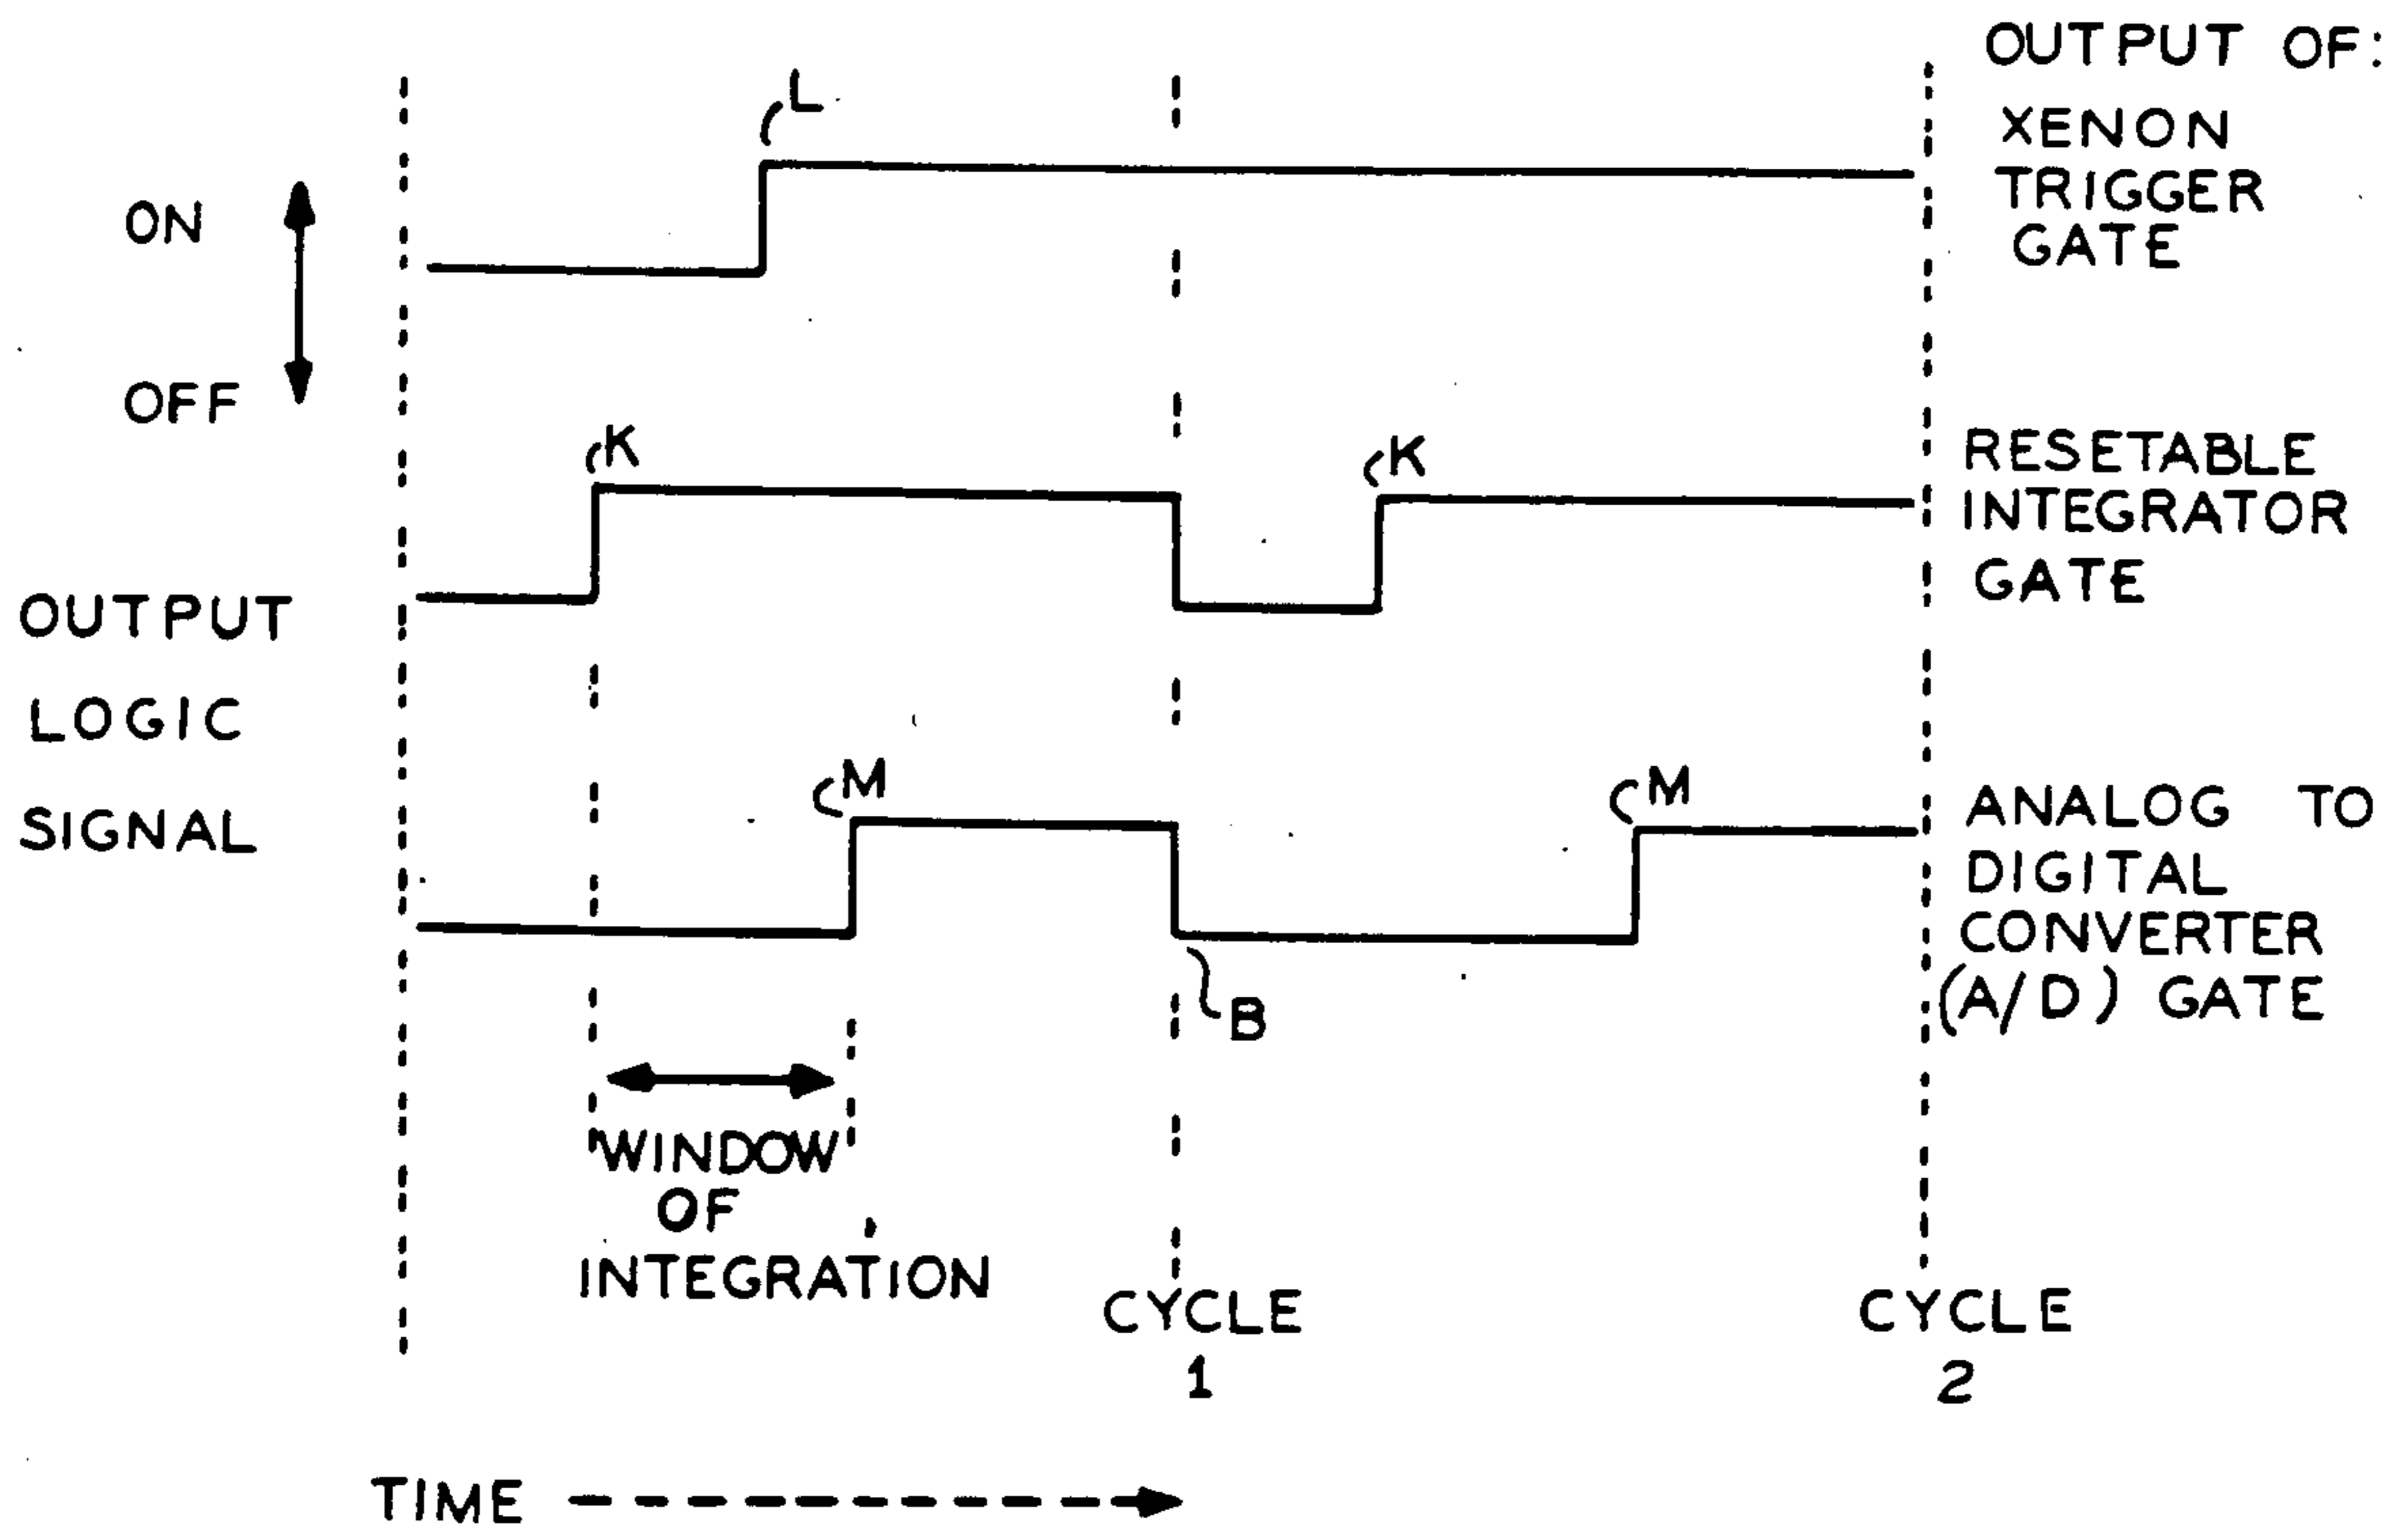 OUTPUT OF:
XENON
TRIGGER
GATE
L
ON
OFF
K
K
RESETABLE
INTEGRATOR
GATE
OUTPUT
LOGIC
SIGNAL
M
M
ANALOG TO
DIGITAL
CONVERTER
(A/D) GATE
B
WINDOW
OF
INTEGRATION
CYCLE
1
CYCLE
2
TIME